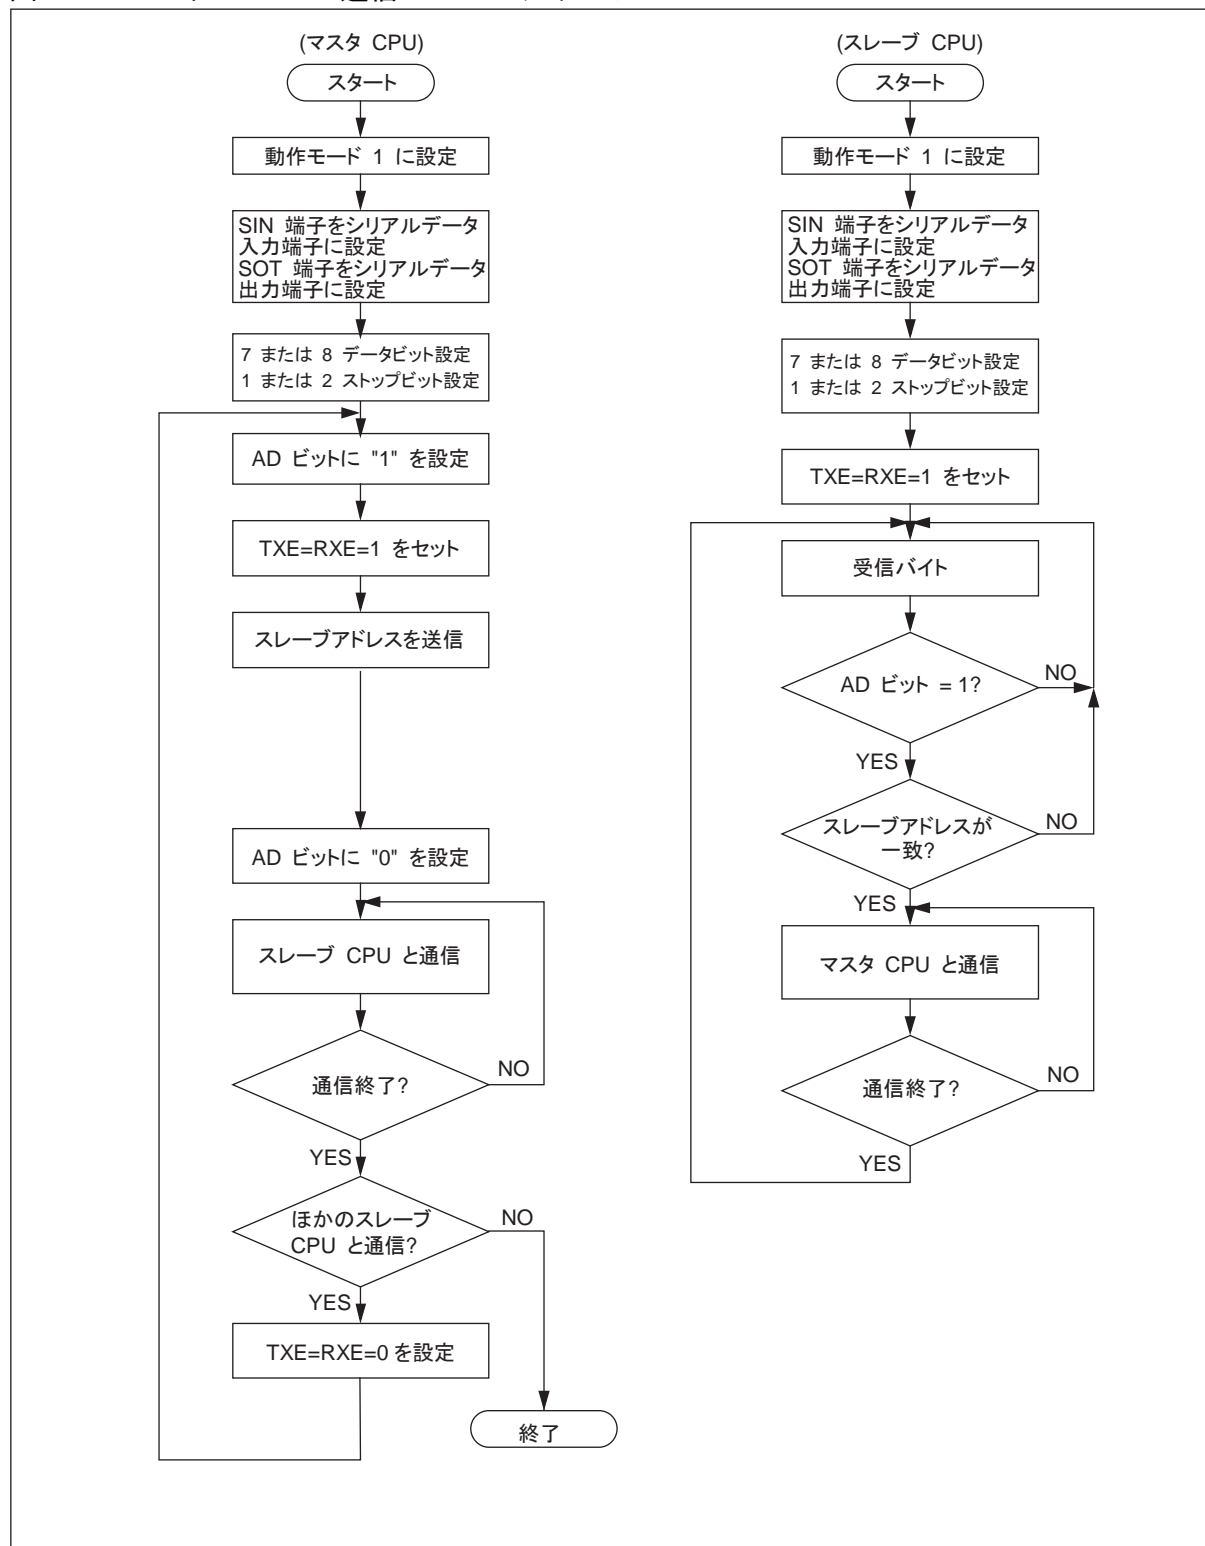 (マスタ CPU)
スタート
動作モード 1 に設定
SIN 端子をシリアルデータ
入力端子に設定
SOT 端子をシリアルデータ
出力端子に設定
7 または 8 データビット設定
1 または 2 ストップビット設定
AD ビットに "1" を設定
TXE=RXE=1 をセット
スレーブアドレスを送信
AD ビットに "0" を設定
スレーブ CPU と通信
通信終了?
NO
YES
ほかのスレーブ
CPU と通信?
NO
YES
TXE=RXE=0を設定
終了
(スレーブ CPU)
スタート
動作モード 1 に設定
SIN 端子をシリアルデータ
入力端子に設定
SOT 端子をシリアルデータ
出力端子に設定
7 または 8 データビット設定
1 または 2 ストップビット設定
TXE=RXE=1 をセット
受信バイト
AD ビット = 1?
NO
YES
スレーブアドレスが
一致?
NO
YES
マスタ CPU と通信
通信終了?
NO
YES